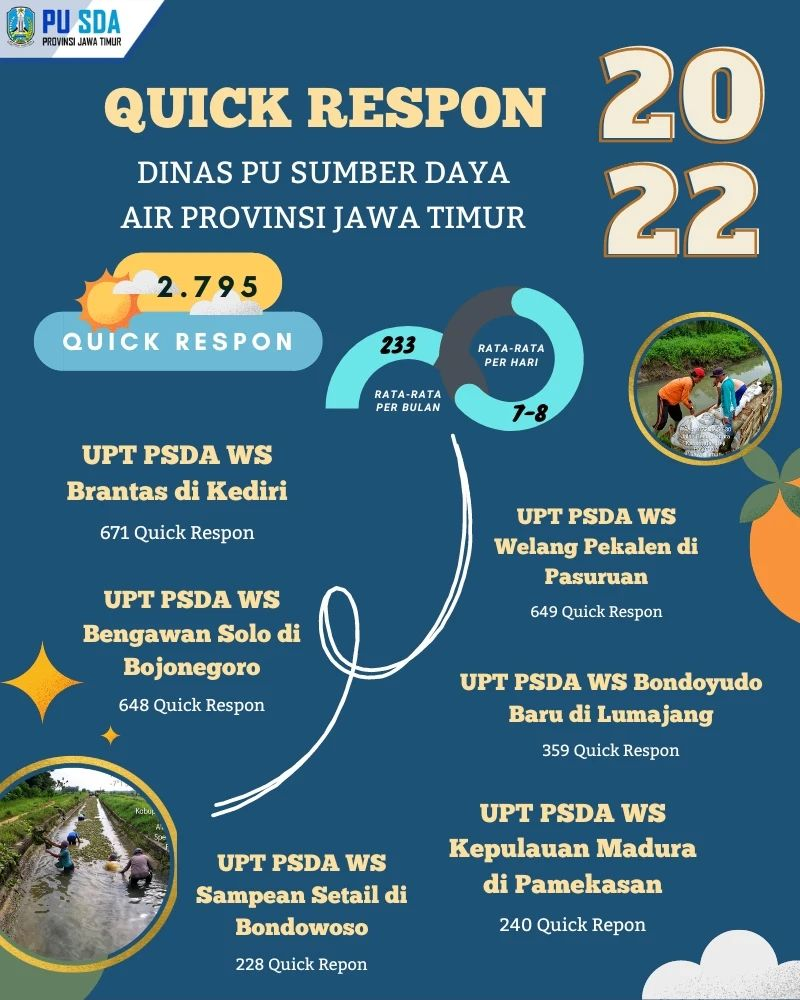 PU SDA
PROVINSI JAWA TIMUR
QUICK RESPON
2022
DINAS PU SUMBER DAYA
AIR PROVINSI JAWA TIMUR
2.795
QUICK RESPON
233
RATA-RATA
PER BULAN
RATA-RATA
PER HARI
7-8
UPT PSDA WS
Brantas di Kediri
671 Quick Respon
UPT PSDA WS
Welang Pekalen di
Pasuruan
649 Quick Respon
UPT PSDA WS
Bengawan Solo di
Bojonegoro
648 Quick Respon
UPT PSDA WS Bondoyudo
Baru di Lumajang
359 Quick Respon
UPT PSDA WS
Kepulauan Madura
di Pamekasan
240 Quick Repon
UPT PSDA WS
Sampean Setail di
Bondowoso
228 Quick Repon